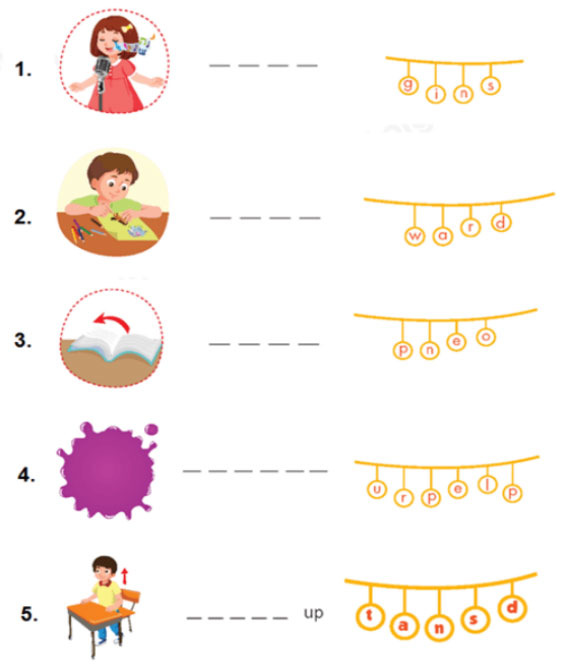 1. _ _ _ _ g i n s
2. _ _ _ _ w a r d
3. _ _ _ _ p n e o
4. _ _ _ _ _ _ u r p e l p
5. _ _ _ _ _ up t a n s d